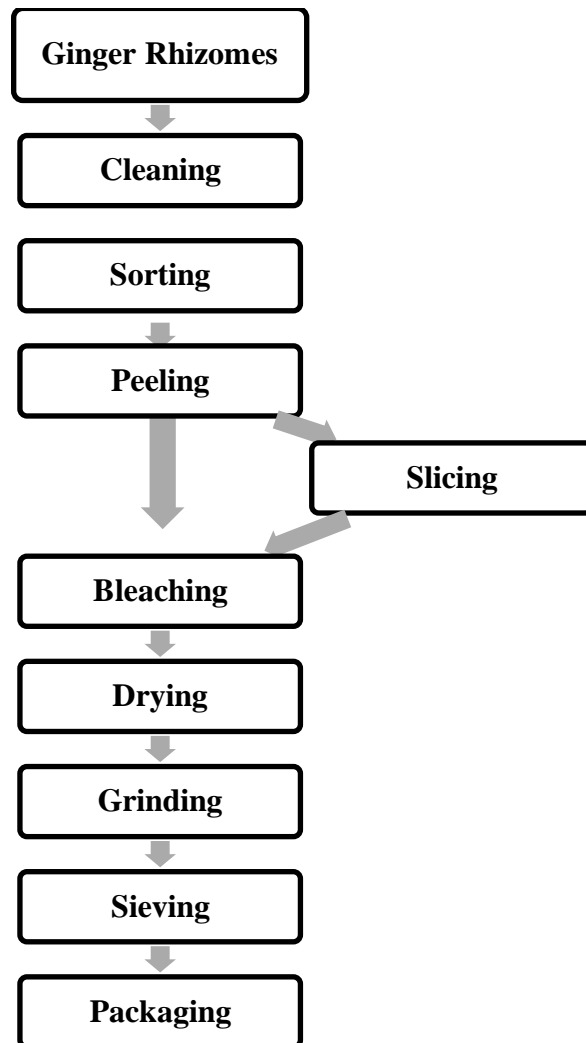 Ginger Rhizomes
Cleaning
Sorting
Peeling
Slicing
Bleaching
Drying
Grinding
Sieving
Packaging